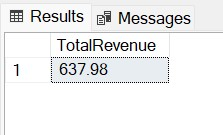 Results Messages
TotalRevenue
1 637.98